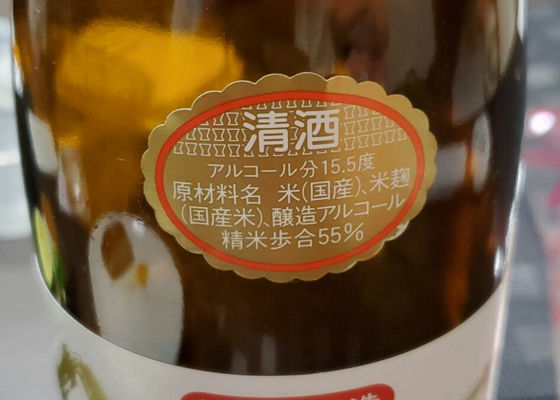 清酒
アルコール分15.5度
原材料名 米(国産)、米麹
(国産米)、醸造アルコール
精米歩合55%
造